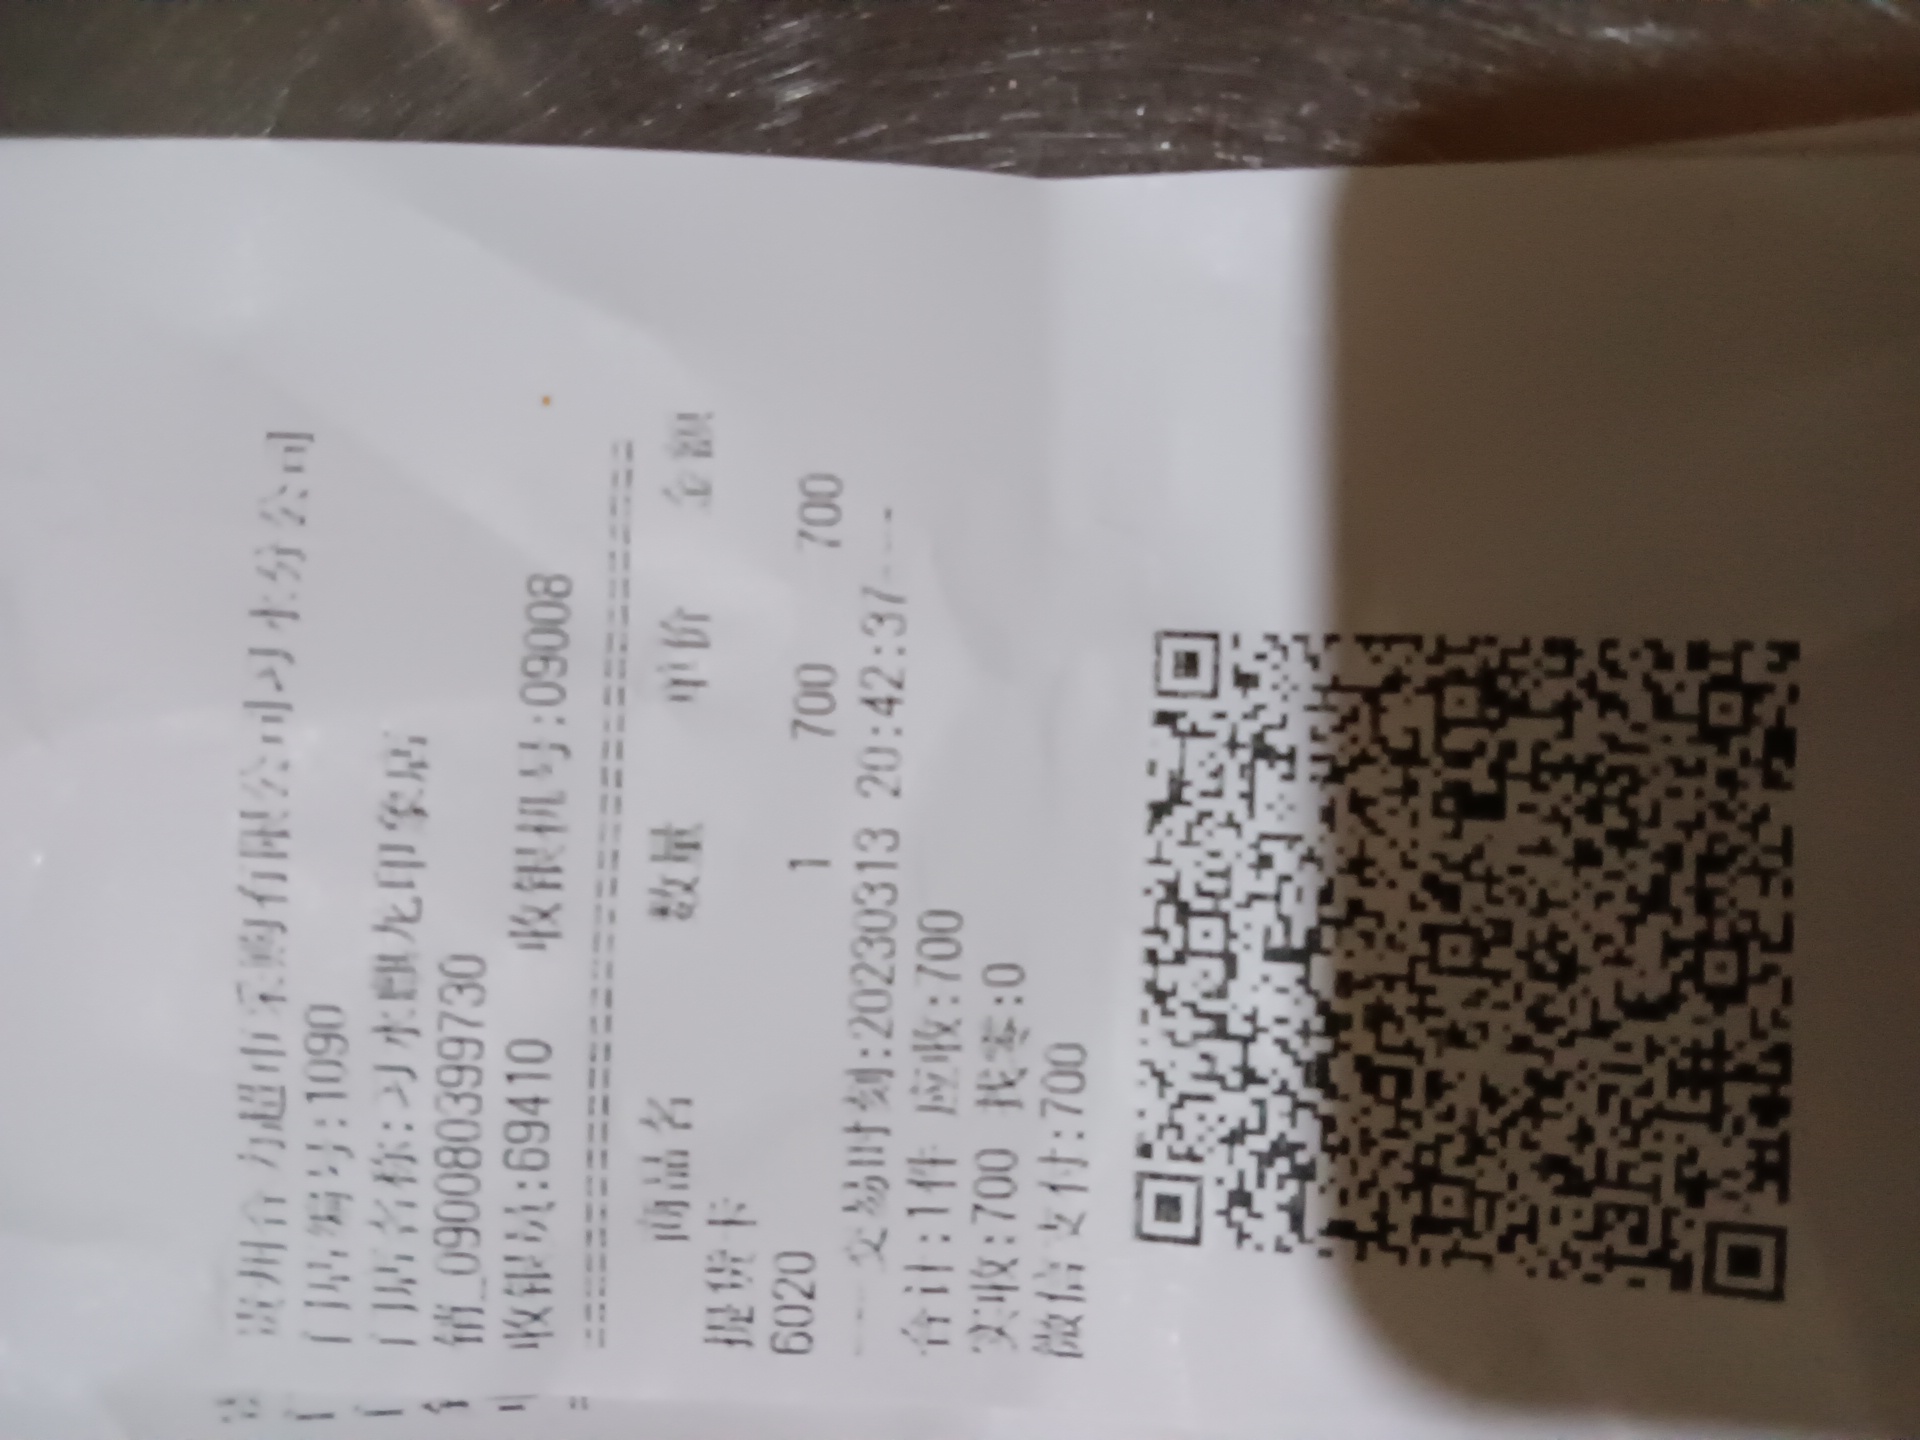 贵州合力超市采购有限公司习水分公司
门店编号:1090
门店名称:习水麒龙印象店
销_09008039997​30
收银员:69410 收银机号:09008
商品名 数量 单价 金额
提货卡
6020 1 700 700
----交易时刻:20230313 20:42:37----
合计:1件 应收:700
实收:700 找零:0
微信支付:700